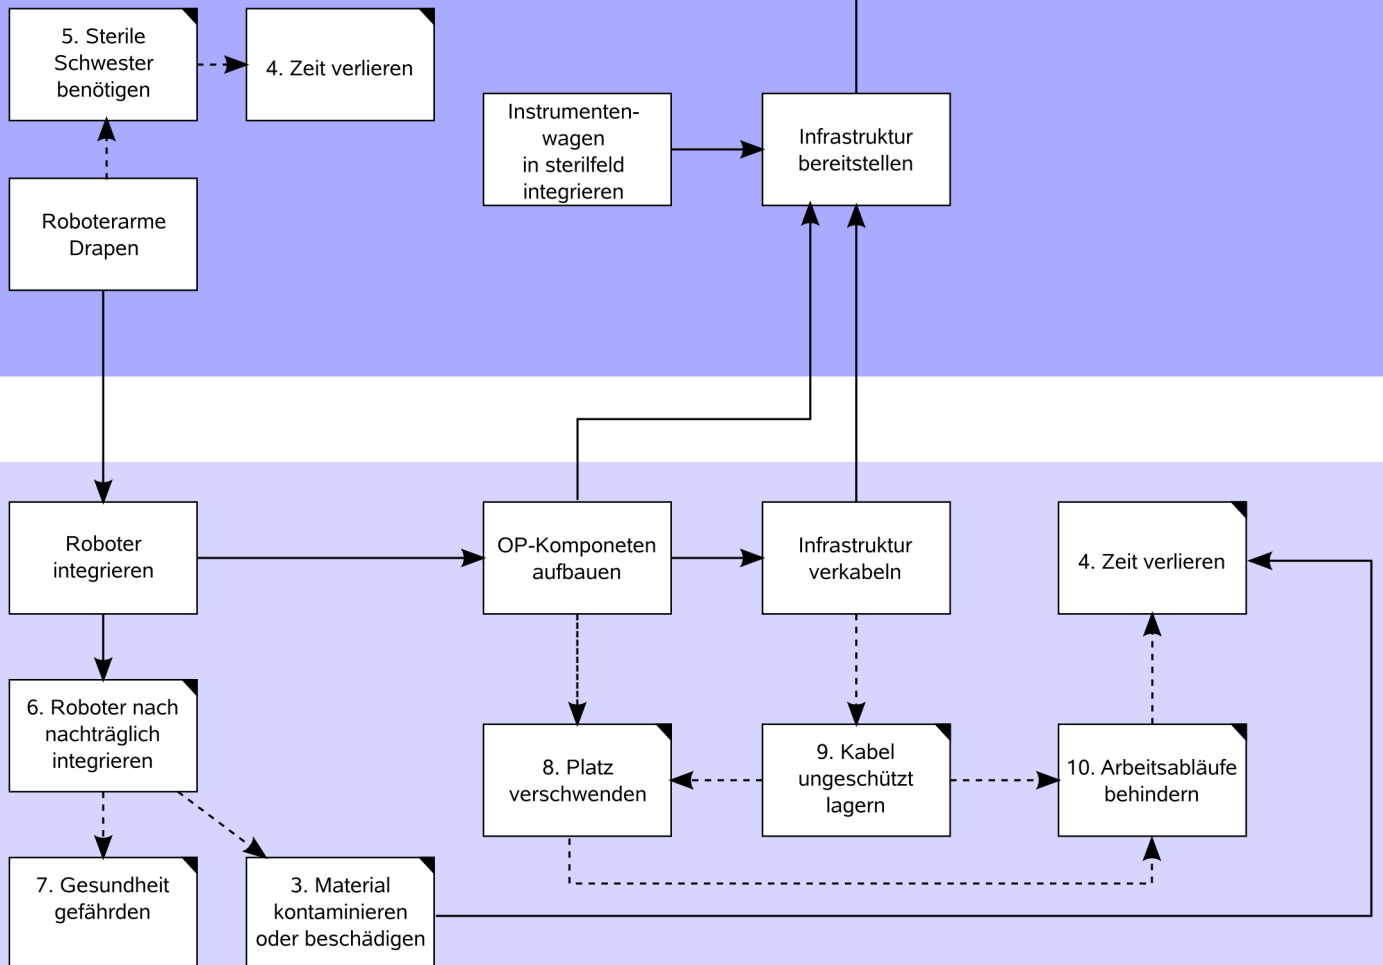 5. Sterile
Schwester
benötigen
4. Zeit verlieren
Instrumenten-
wagen
in sterilfeld
integrieren
Infrastruktur
bereitstellen
Roboterarme
Drapen
Roboter
integrieren
OP-Komponeten
aufbauen
Infrastruktur
verkabeln
4. Zeit verlieren
6. Roboter nach
nachträglich
integrieren
8. Platz
verschwenden
9. Kabel
ungeschützt
lagern
10. Arbeitsabläufe
behindern
7. Gesundheit
gefährden
3. Material
kontaminieren
oder beschädigen